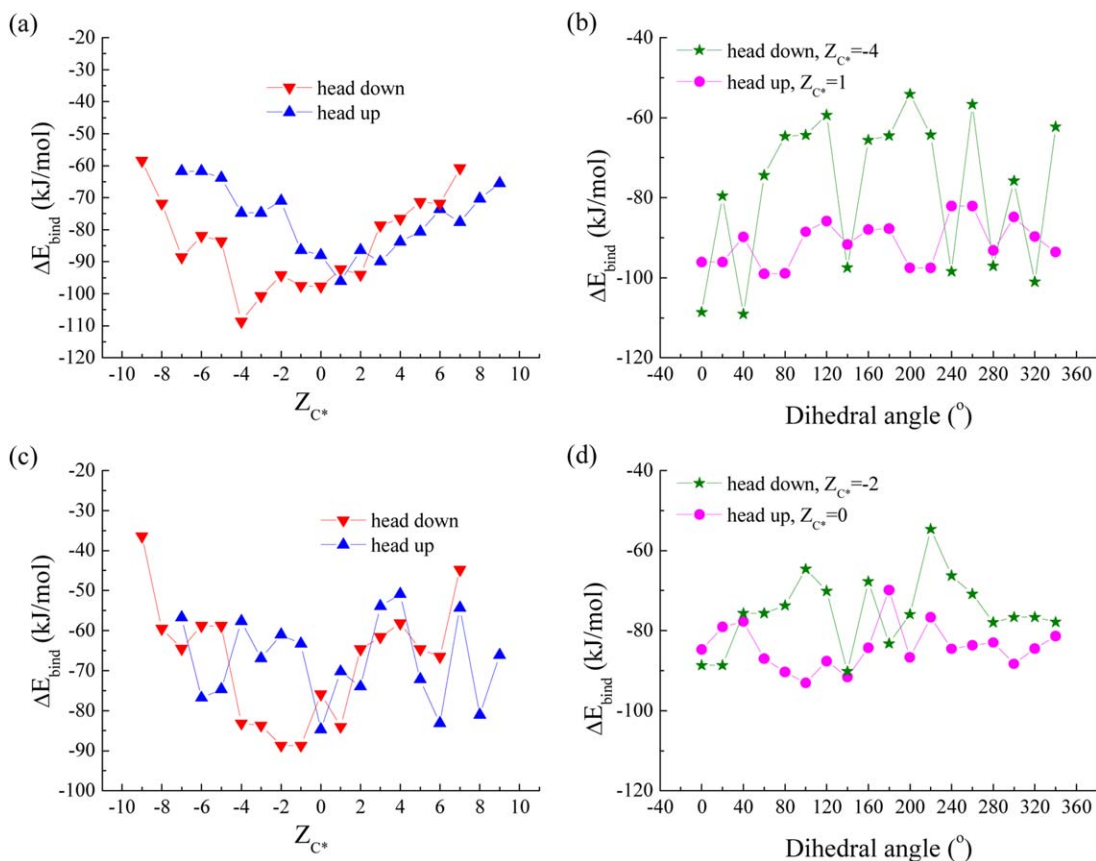 (a)
head down
head up
ΔE_bind (kJ/mol)
-20
-30
-40
-50
-60
-70
-80
-90
-100
-110
-120
-10 -8 -6 -4 -2 0 2 4 6 8 10
Z_C*
(b)
head down, Z_C*=-4
head up, Z_C*=1
ΔE_bind (kJ/mol)
-40
-60
-80
-100
-120
-40 0 40 80 120 160 200 240 280 320 360
Dihedral angle (°)
(c)
head down
head up
ΔE_bind (kJ/mol)
-20
-30
-40
-50
-60
-70
-80
-90
-100
-10 -8 -6 -4 -2 0 2 4 6 8 10
Z_C*
(d)
head down, Z_C*=-2
head up, Z_C*=0
ΔE_bind (kJ/mol)
-40
-60
-80
-100
-120
-40 0 40 80 120 160 200 240 280 320 360
Dihedral angle (°)